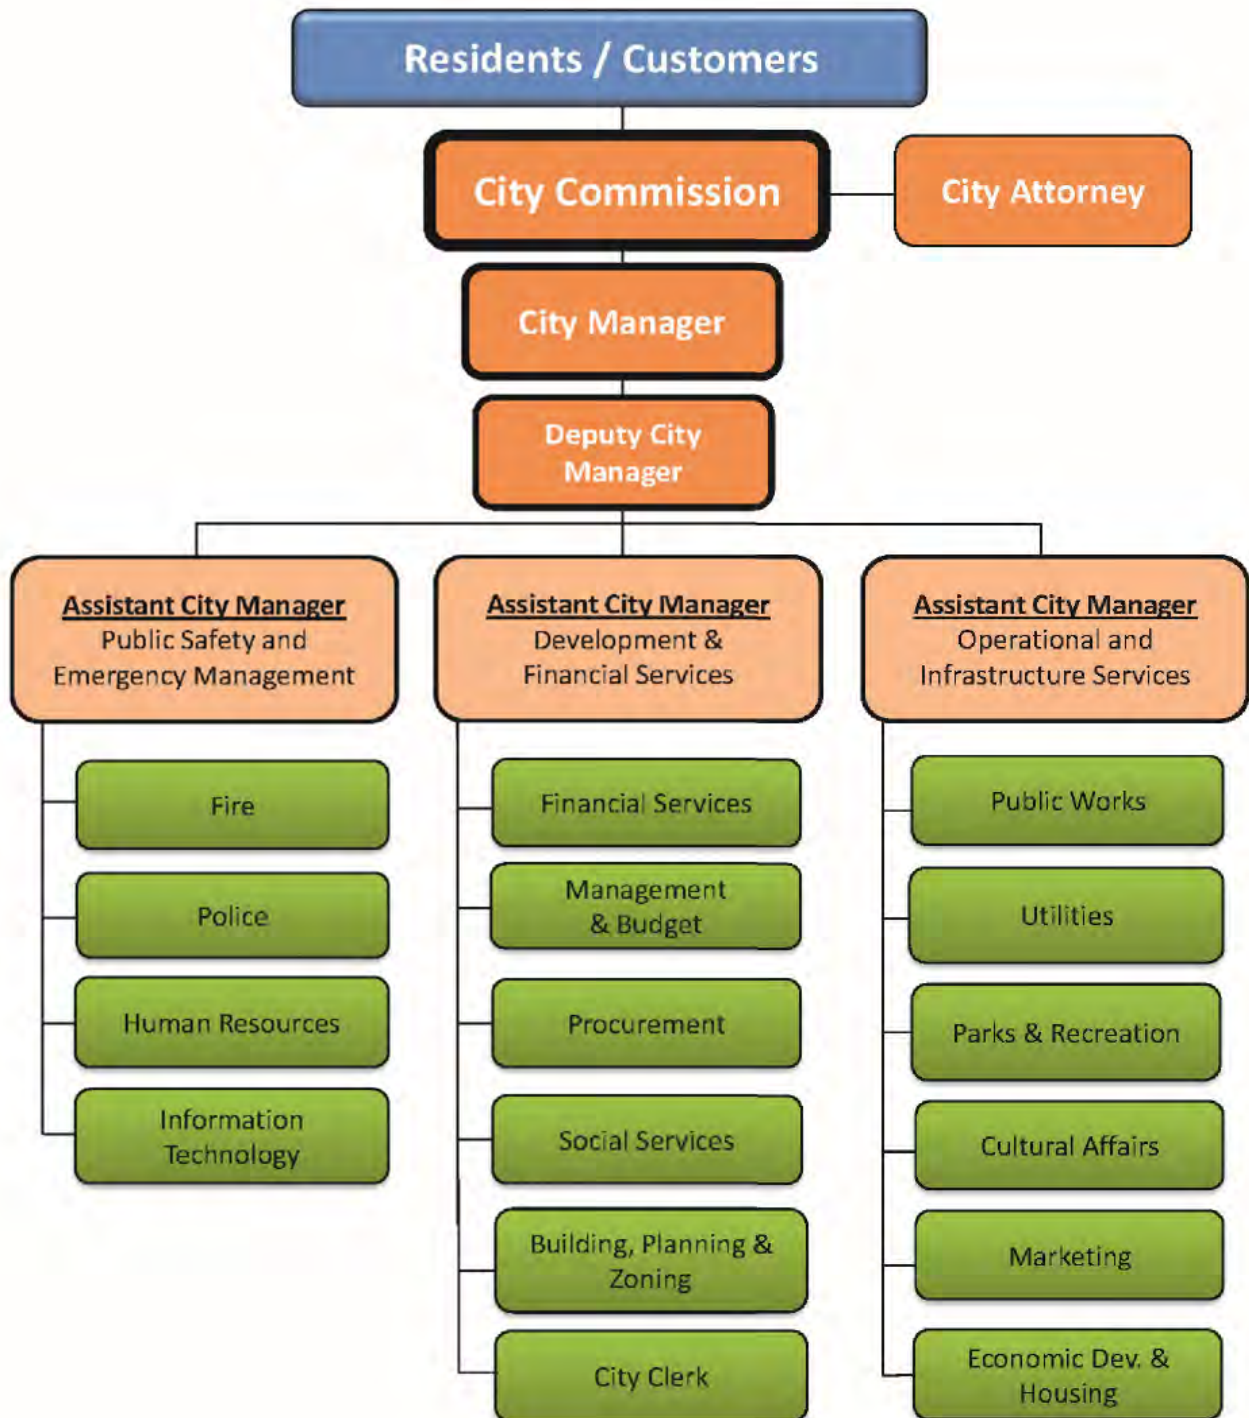 Residents / Customers
City Commission
City Attorney
City Manager
Deputy City
Manager
Assistant City Manager
Public Safety and
Emergency Management
Fire
Police
Human Resources
Information
Technology
Assistant City Manager
Development &
Financial Services
Financial Services
Management
& Budget
Procurement
Social Services
Building, Planning &
Zoning
City Clerk
Assistant City Manager
Operational and
Infrastructure Services
Public Works
Utilities
Parks & Recreation
Cultural Affairs
Marketing
Economic Dev. &
Housing